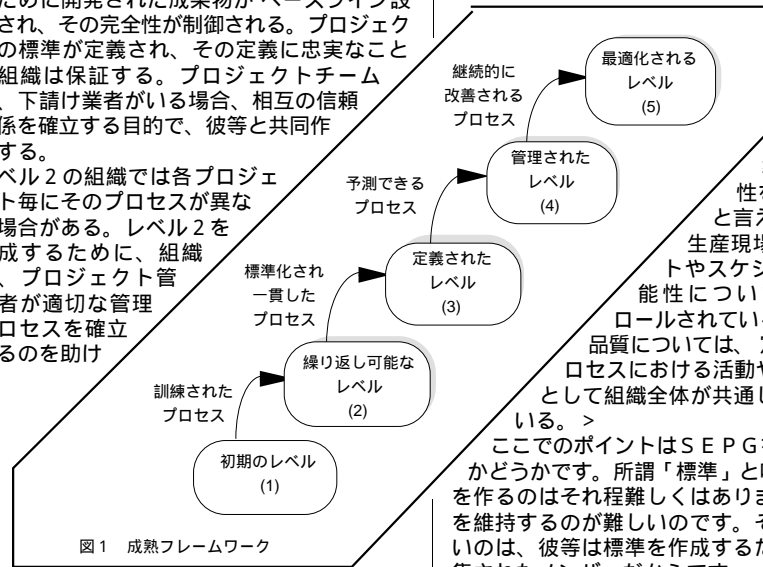 ために開発された成果物がベースライン設
され、その完全性が制御される。プロジェク
の標準が定義され、その定義に忠実なこと
組織は保証する。プロジェクトチーム
、下請け業者がいる場合、相互の信頼
係を確立する目的で、彼等と共同作
する。
ベル２の組織では各プロジェ
ト毎にそのプロセスが異な
場合がある。レベル２を
成するために、組織
、プロジェクト管
者が適切な管理
ロセスを確立
るのを助け
最適化される
レベル
(5)
継続的に
改善される
プロセス
管理された
レベル
(4)
予測できる
プロセス
定義された
レベル
(3)
標準化され
一貫した
プロセス
繰り返し可能な
レベル
(2)
訓練された
プロセス
初期のレベル
(1)
図１　成熟フレームワーク
性を
と言え
生産現場
トやスケジ
能性につい
ロールされてい
品質については、
ロセスにおける活動や
として組織全体が共通し
いる。＞
ここでのポイントはＳＥＰＧ
かどうかです。所謂「標準」と
を作るのはそれ程難しくはありま
を維持するのが難しいのです。そ
いのは、彼等は標準を作成するた
集されたメンバーだからです